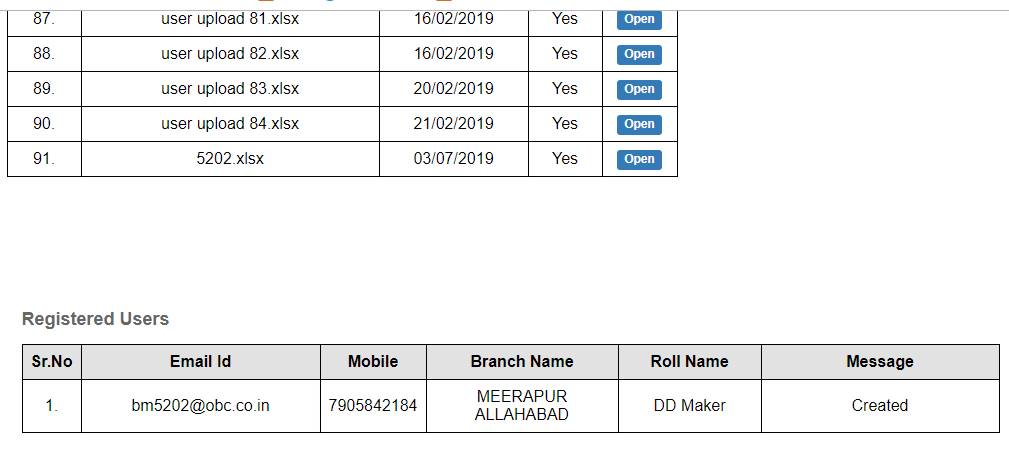 87. user upload 81.xlsx 16/02/2019 Yes Open
88. user upload 82.xlsx 16/02/2019 Yes Open
89. user upload 83.xlsx 20/02/2019 Yes Open
90. user upload 84.xlsx 21/02/2019 Yes Open
91. 5202.xlsx 03/07/2019 Yes Open
Registered Users
Sr.No Email Id Mobile Branch Name Roll Name Message
1. bm5202@obc.co.in 7905842184 MEERAPUR ALLAHABAD DD Maker Created